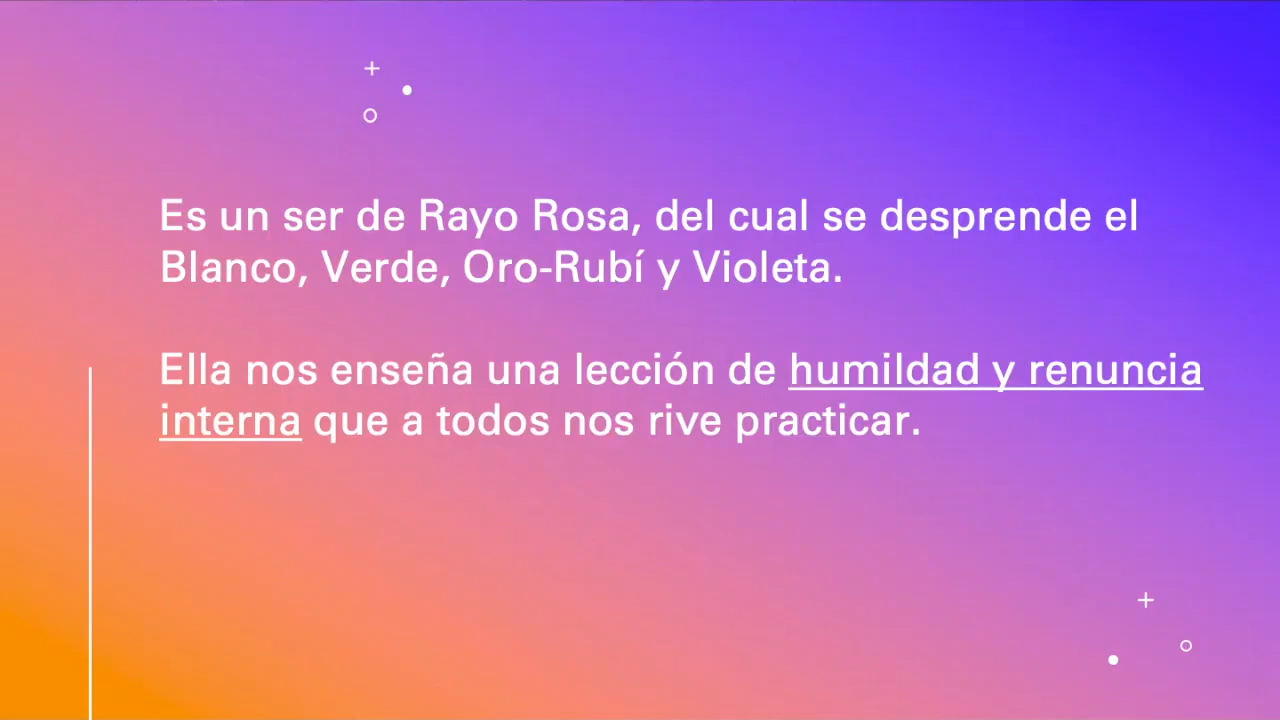 Es un ser de Rayo Rosa, del cual se desprende el
Blanco, Verde, Oro-Rubí y Violeta.
Ella nos enseña una lección de humildad y renuncia
interna que a todos nos rive practicar.